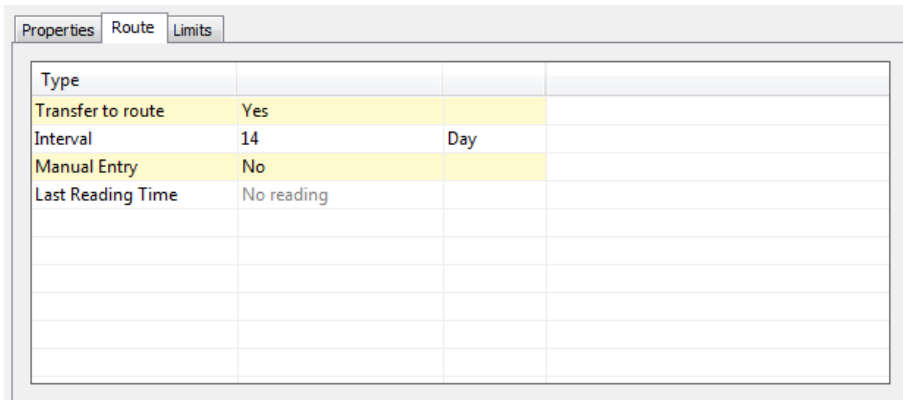 Properties Route Limits
Type
Transfer to route Yes
Interval 14 Day
Manual Entry No
Last Reading Time No reading